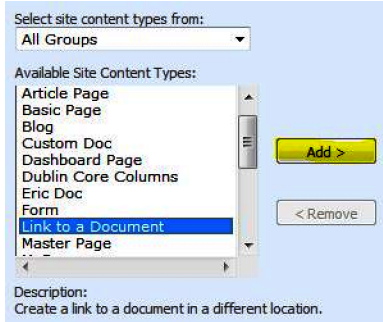 Select site content types from:
All Groups
Available Site Content Types:
Article Page
Basic Page
Blog
Custom Doc
Dashboard Page
Dublin Core Columns
Eric Doc
Form
Link to a Document
Master Page
Add >
< Remove
Description:
Create a link to a document in a different location.